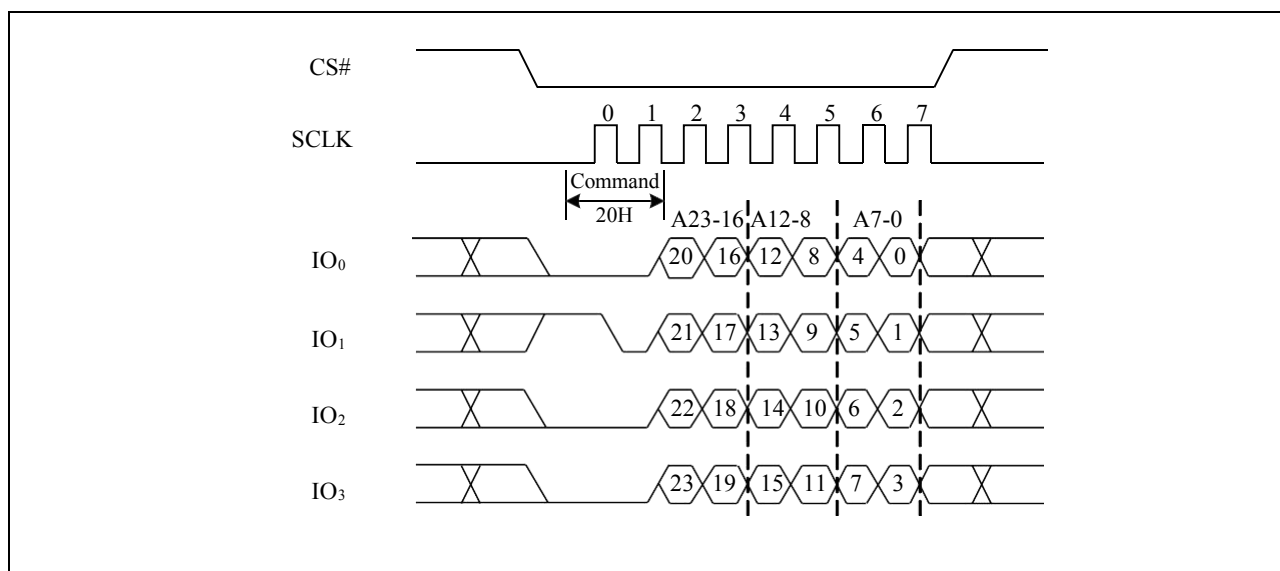 CS#
0 1 2 3 4 5 6 7
SCLK
Command
20H
A23-16 A12-8 A7-0
IO0 20 16 12 8 4 0
IO1 21 17 13 9 5 1
IO2 22 18 14 10 6 2
IO3 23 19 15 11 7 3